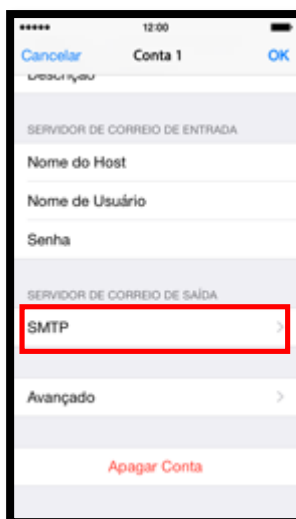 12:00
Cancelar Conta 1 OK
Descrição
SERVIDOR DE CORREIO DE ENTRADA
Nome do Host
Nome de Usuário
Senha
SERVIDOR DE CORREIO DE SAÍDA
SMTP
Avançado
Apagar Conta